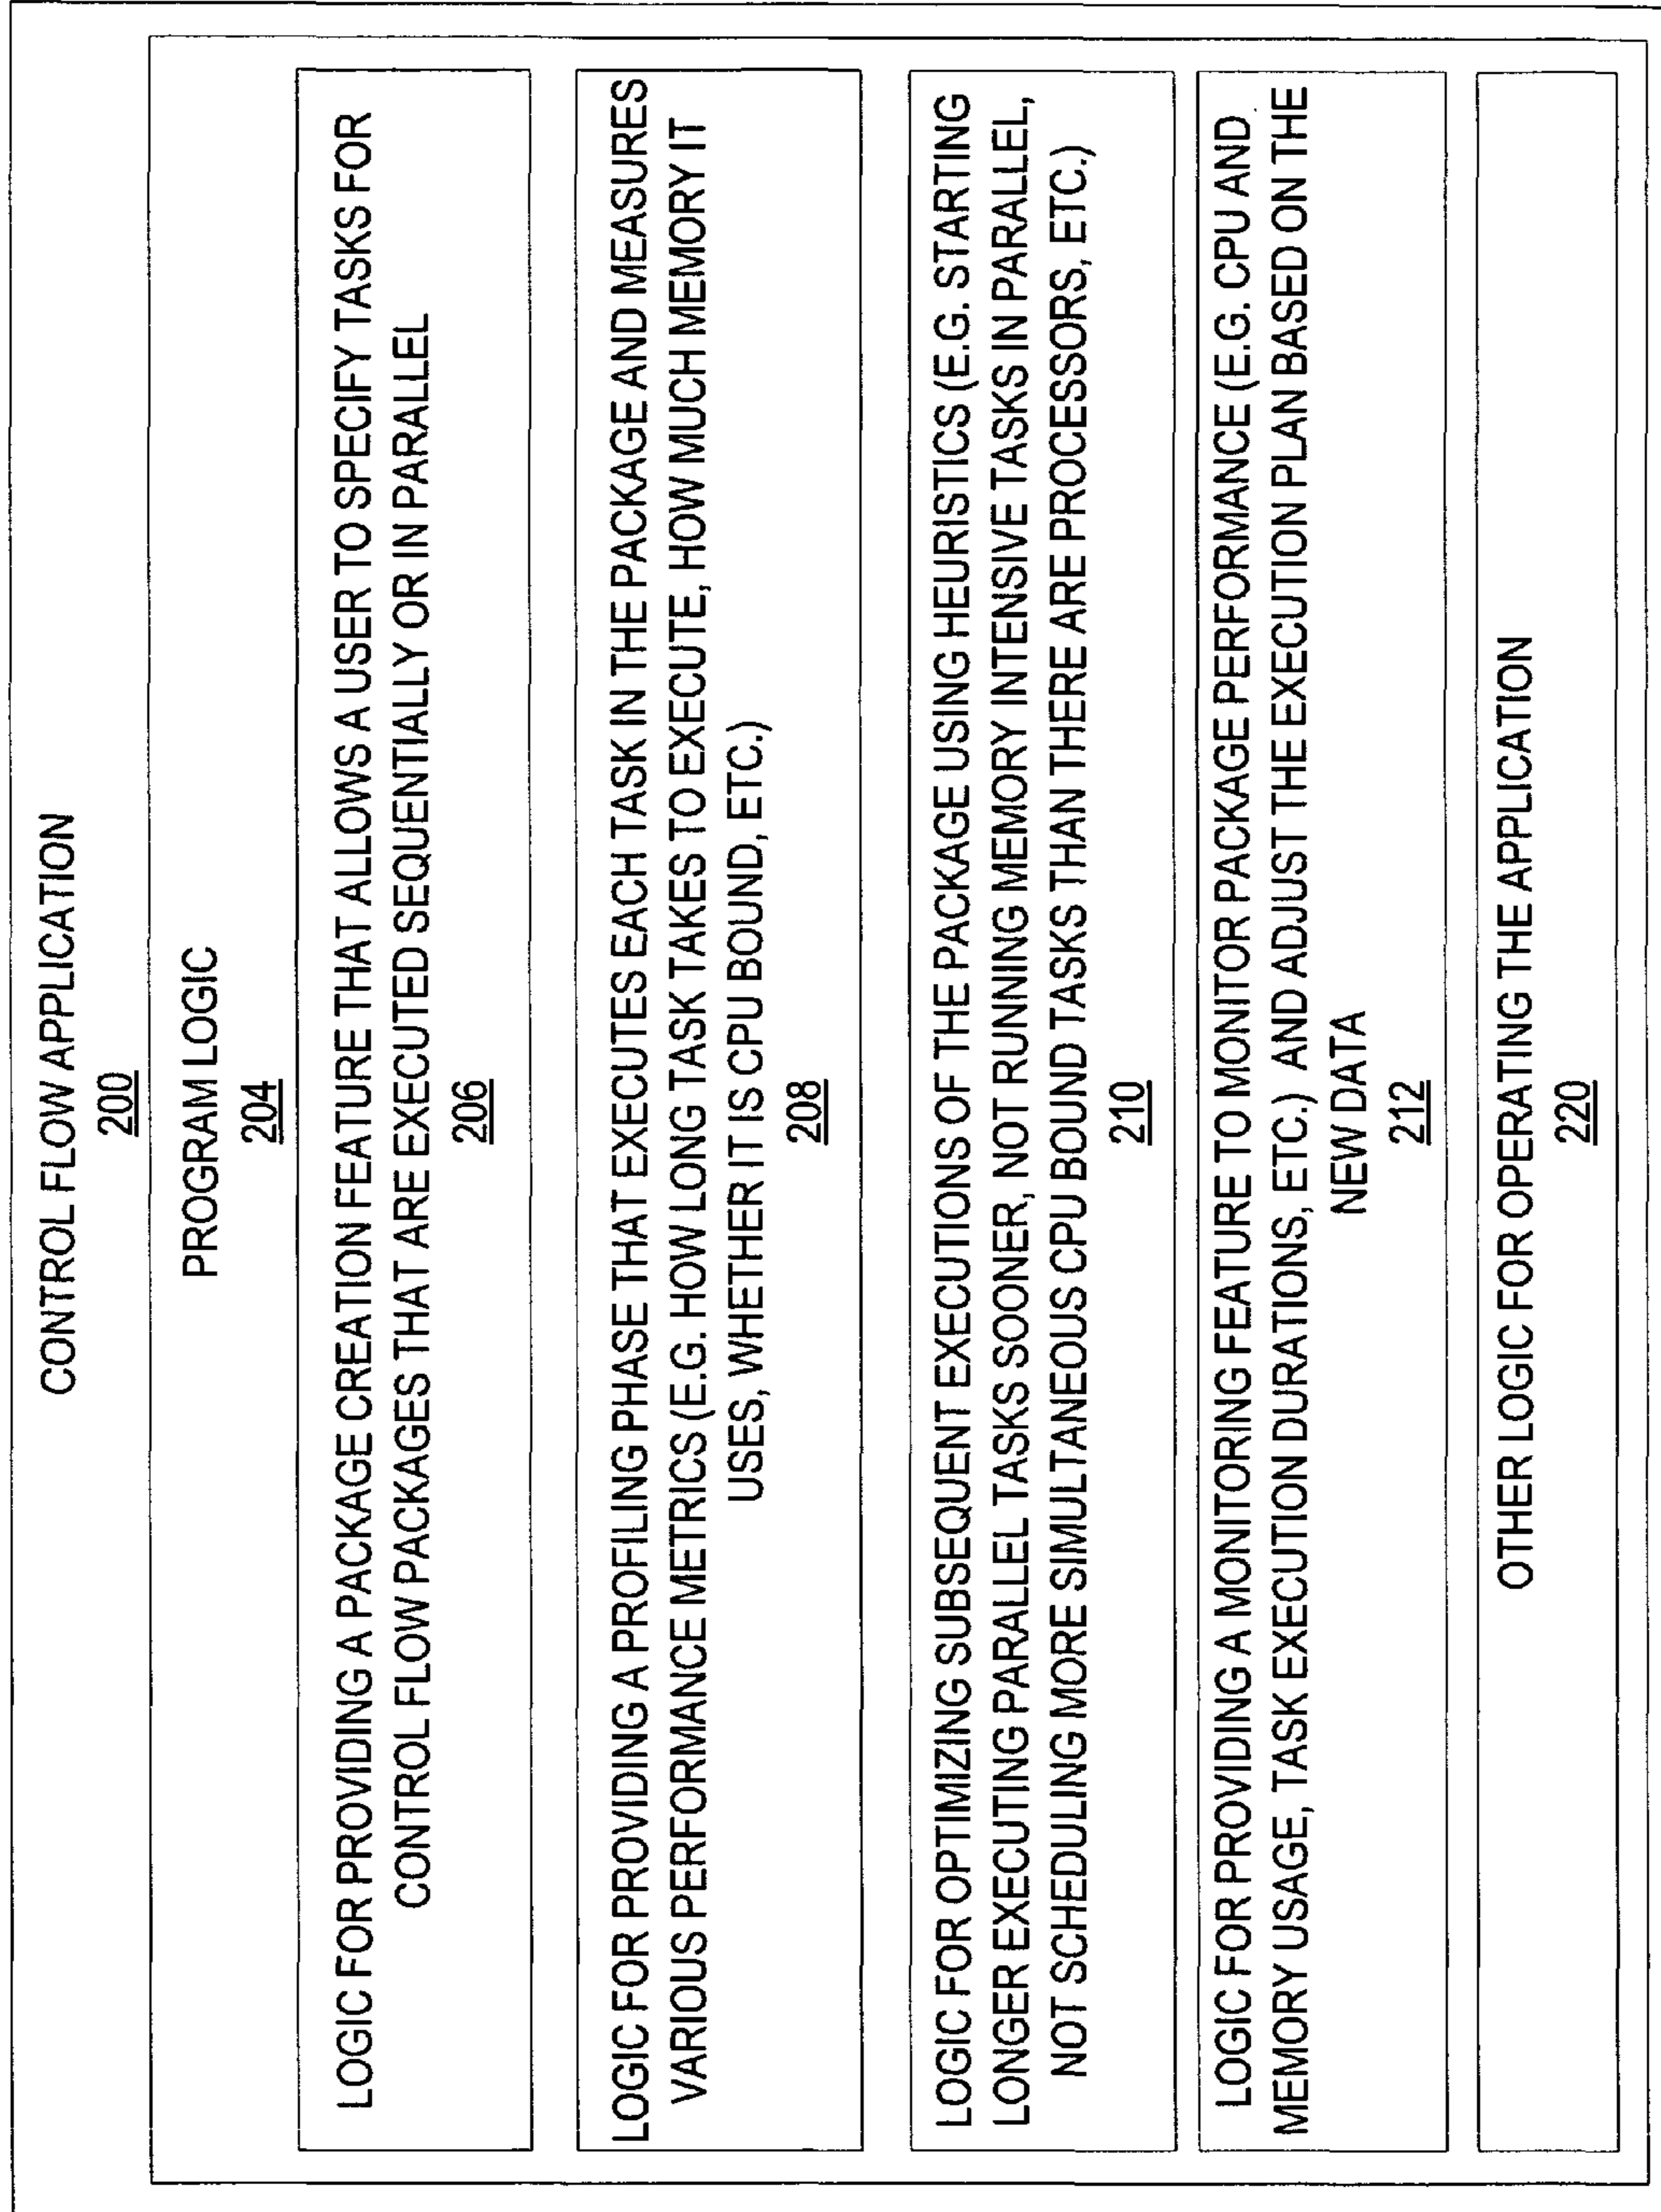 CONTROL FLOW APPLICATION
200
PROGRAM LOGIC
204
LOGIC FOR PROVIDING A PACKAGE CREATION FEATURE THAT ALLOWS A USER TO SPECIFY TASKS FOR
CONTROL FLOW PACKAGES THAT ARE EXECUTED SEQUENTIALLY OR IN PARALLEL
206
LOGIC FOR PROVIDING A PROFILING PHASE THAT EXECUTES EACH TASK IN THE PACKAGE AND MEASURES
VARIOUS PERFORMANCE METRICS (E.G. HOW LONG TASK TAKES TO EXECUTE, HOW MUCH MEMORY IT
USES, WHETHER IT IS CPU BOUND, ETC.)
208
LOGIC FOR OPTIMIZING SUBSEQUENT EXECUTIONS OF THE PACKAGE USING HEURISTICS (E.G. STARTING
LONGER EXECUTING PARALLEL TASKS SOONER, NOT RUNNING MEMORY INTENSIVE TASKS IN PARALLEL,
NOT SCHEDULING MORE SIMULTANEOUS CPU BOUND TASKS THAN THERE ARE PROCESSORS, ETC.)
210
LOGIC FOR PROVIDING A MONITORING FEATURE TO MONITOR PACKAGE PERFORMANCE (E.G. CPU AND
MEMORY USAGE, TASK EXECUTION DURATIONS, ETC.) AND ADJUST THE EXECUTION PLAN BASED ON THE
NEW DATA
212
OTHER LOGIC FOR OPERATING THE APPLICATION
220